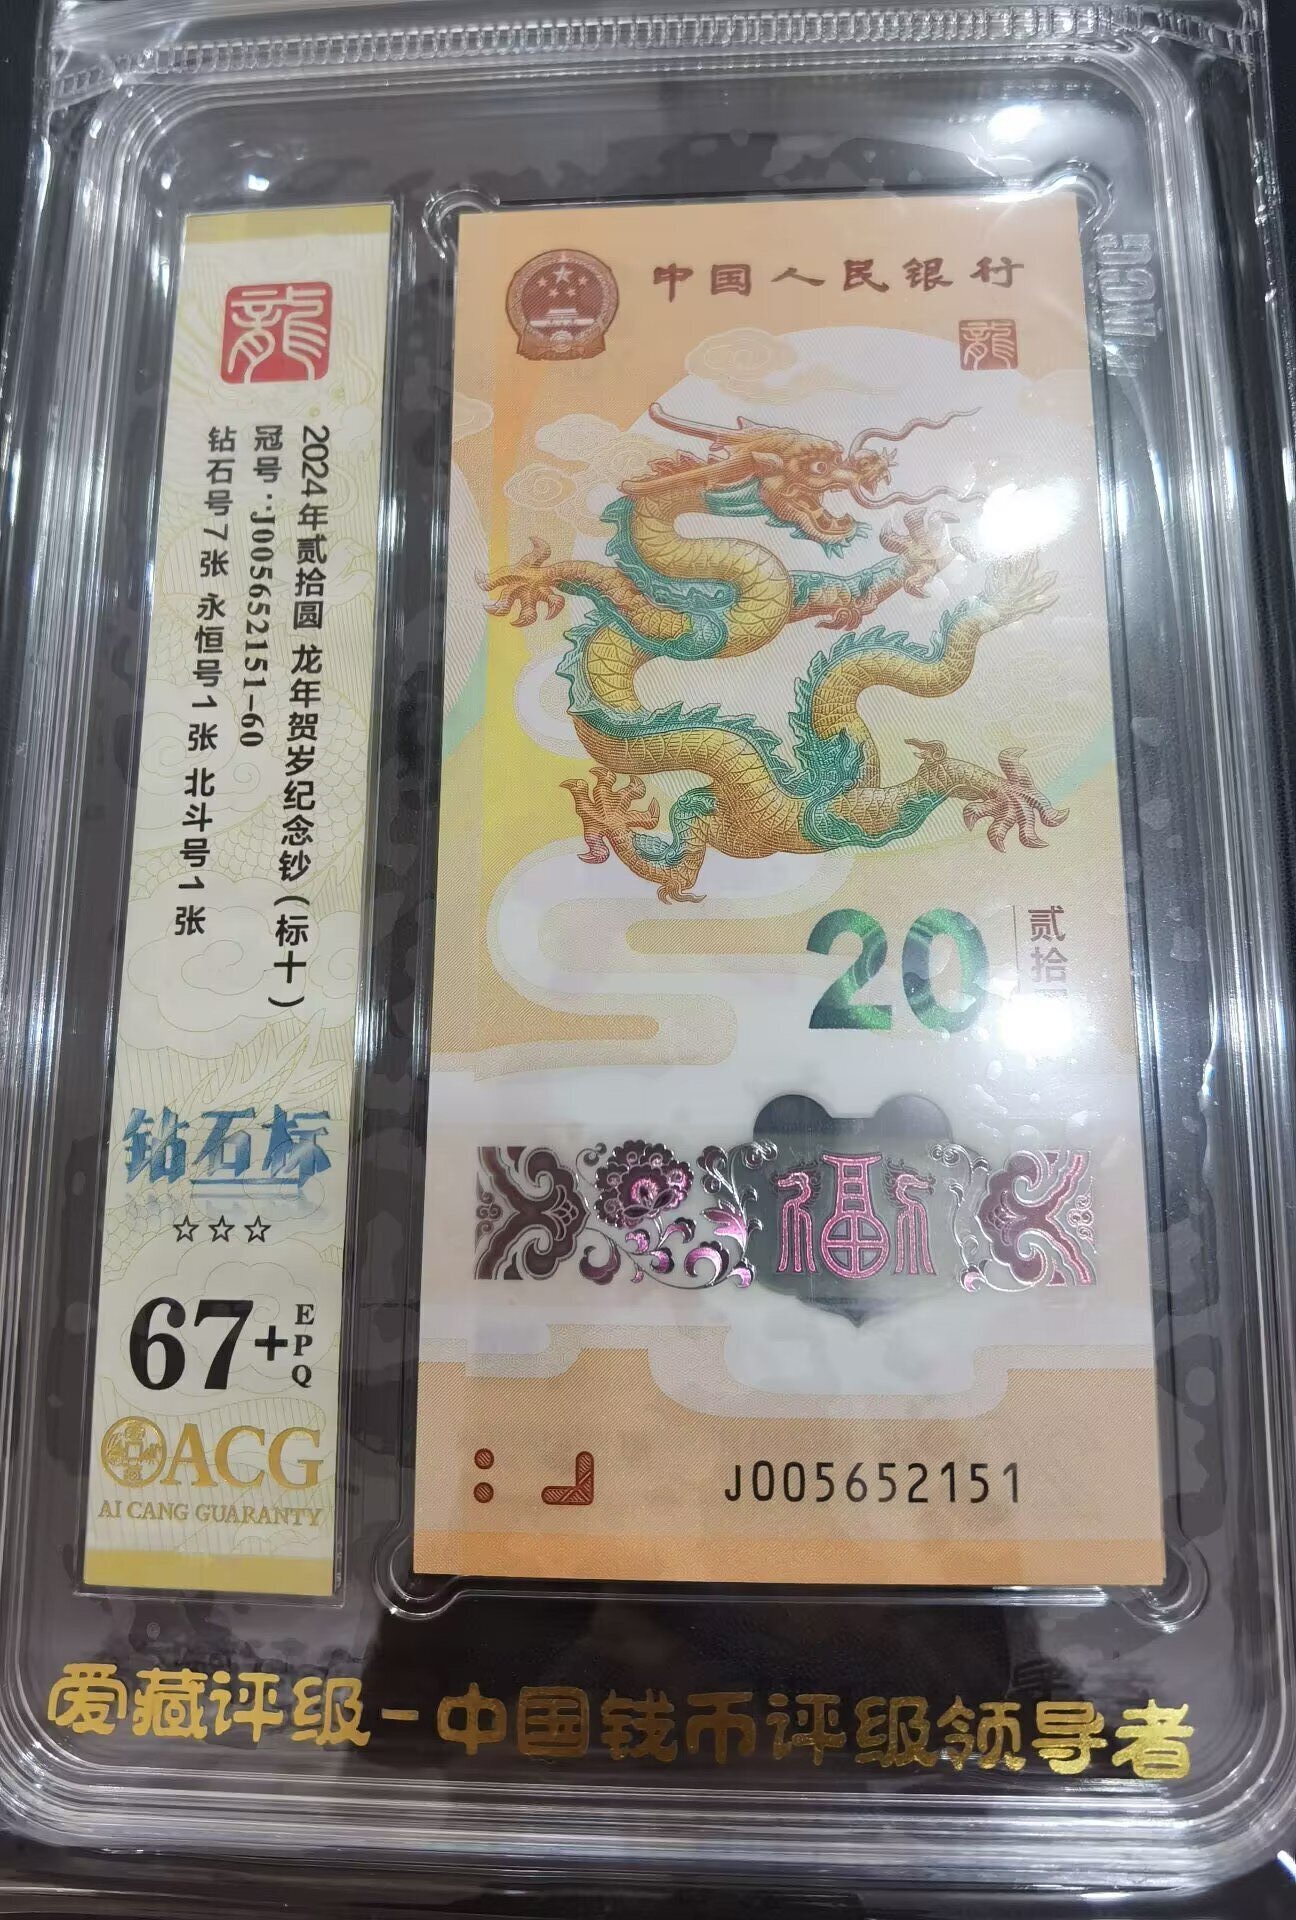 龍
2024年贰拾圆 龙年贺岁纪念钞(标十)
冠号:J005652151-60
钻石号7张 永恒号1张 北斗号1张
钻石标
☆☆☆
67+
EPQ
ACG
AI CANG GUARANTY
中国人民银行
龍
20
贰拾
福
J005652151
爱藏评级-中国钱币评级领导者